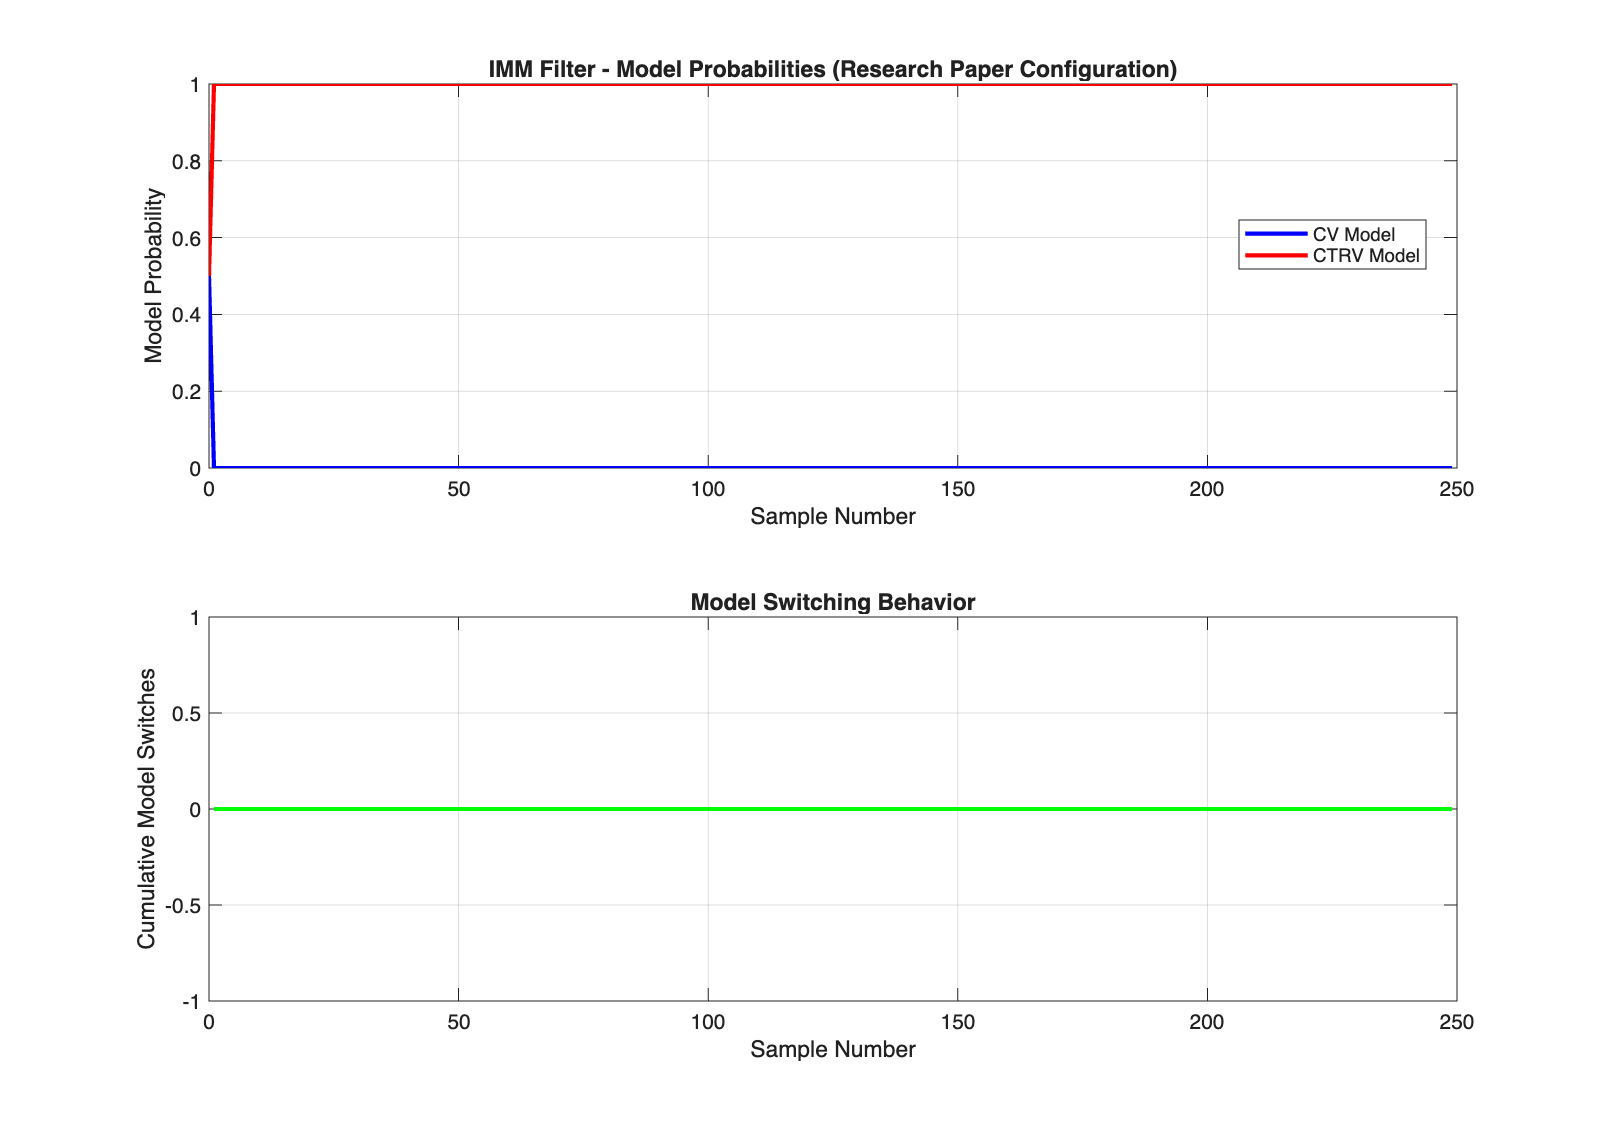 IMM Filter - Model Probabilities (Research Paper Configuration)
1
0.8
0.6
0.4
0.2
0
Model Probability
CV Model
CTRV Model
0 50 100 150 200 250
Sample Number
Model Switching Behavior
1
0.5
0
-0.5
-1
Cumulative Model Switches
0 50 100 150 200 250
Sample Number